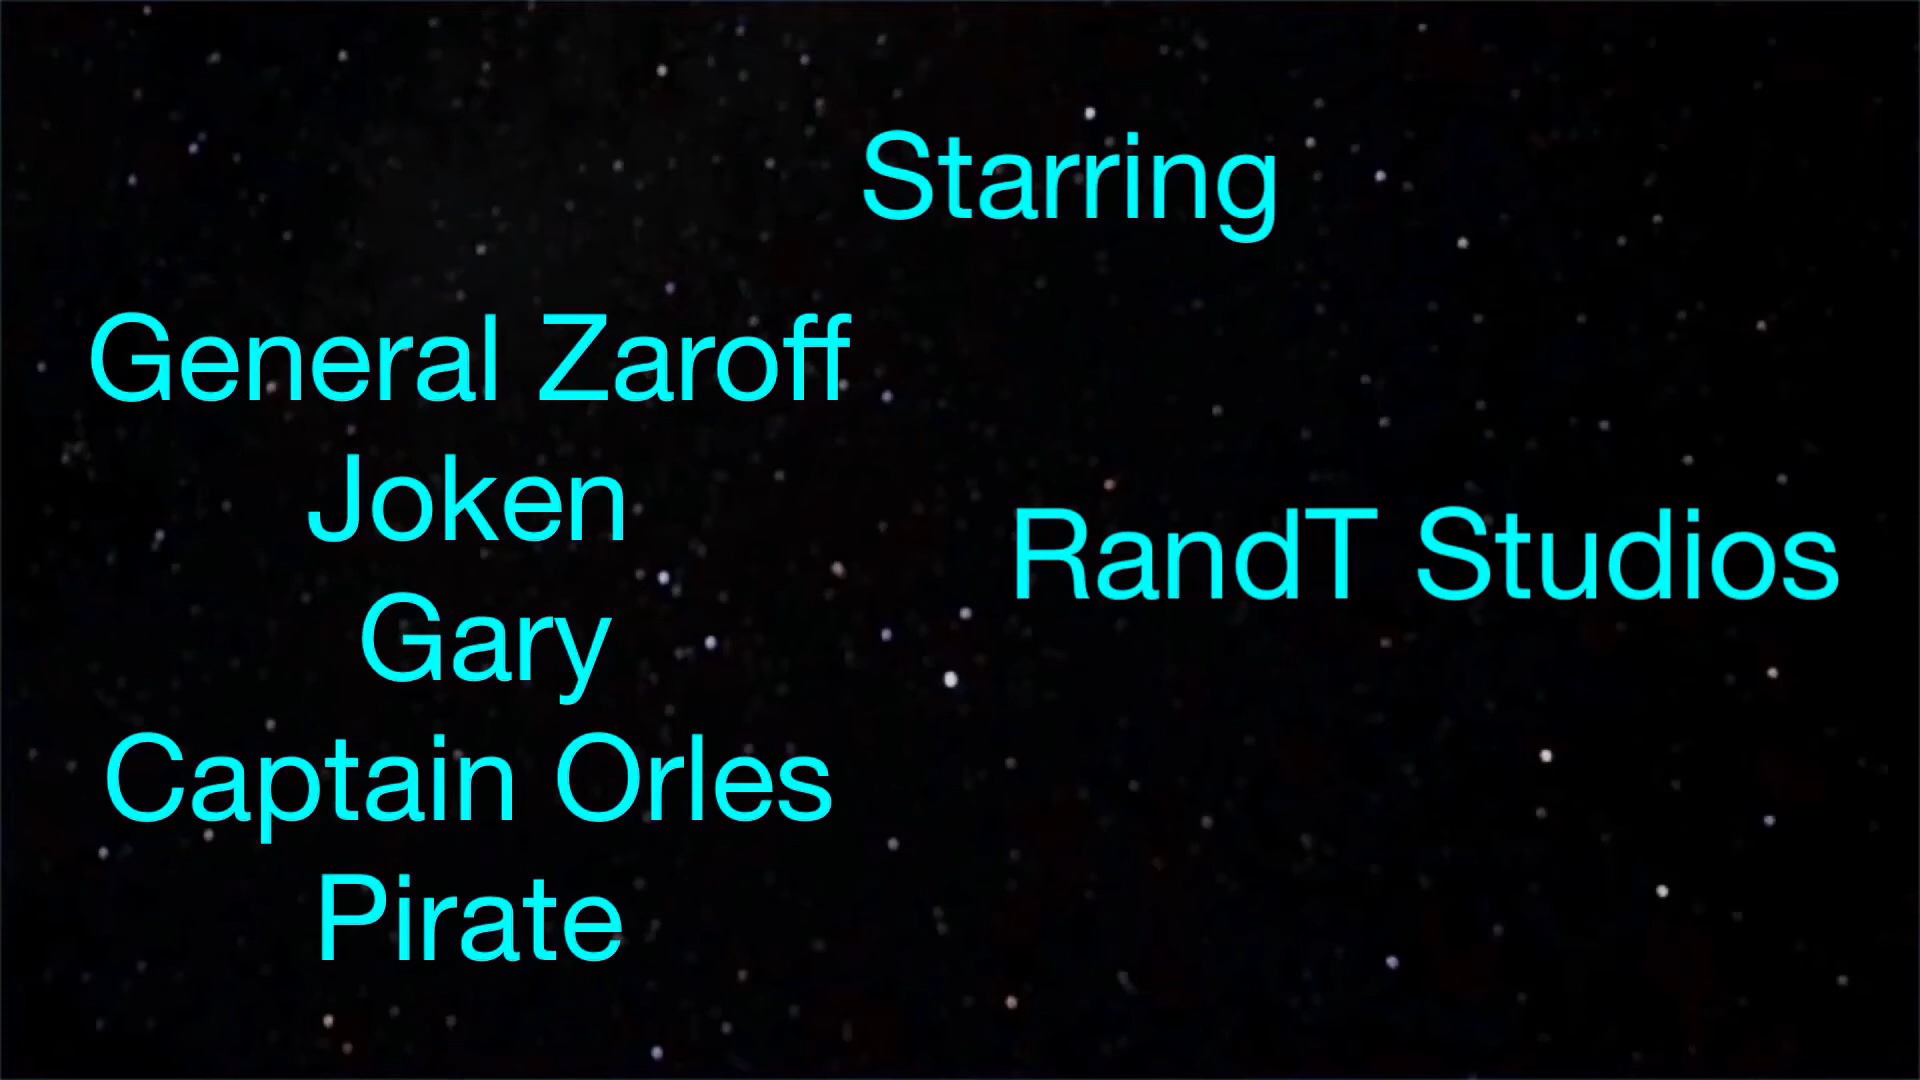 Starring
General Zaroff
Joken
Gary
Captain Orles
Pirate
RandT Studios